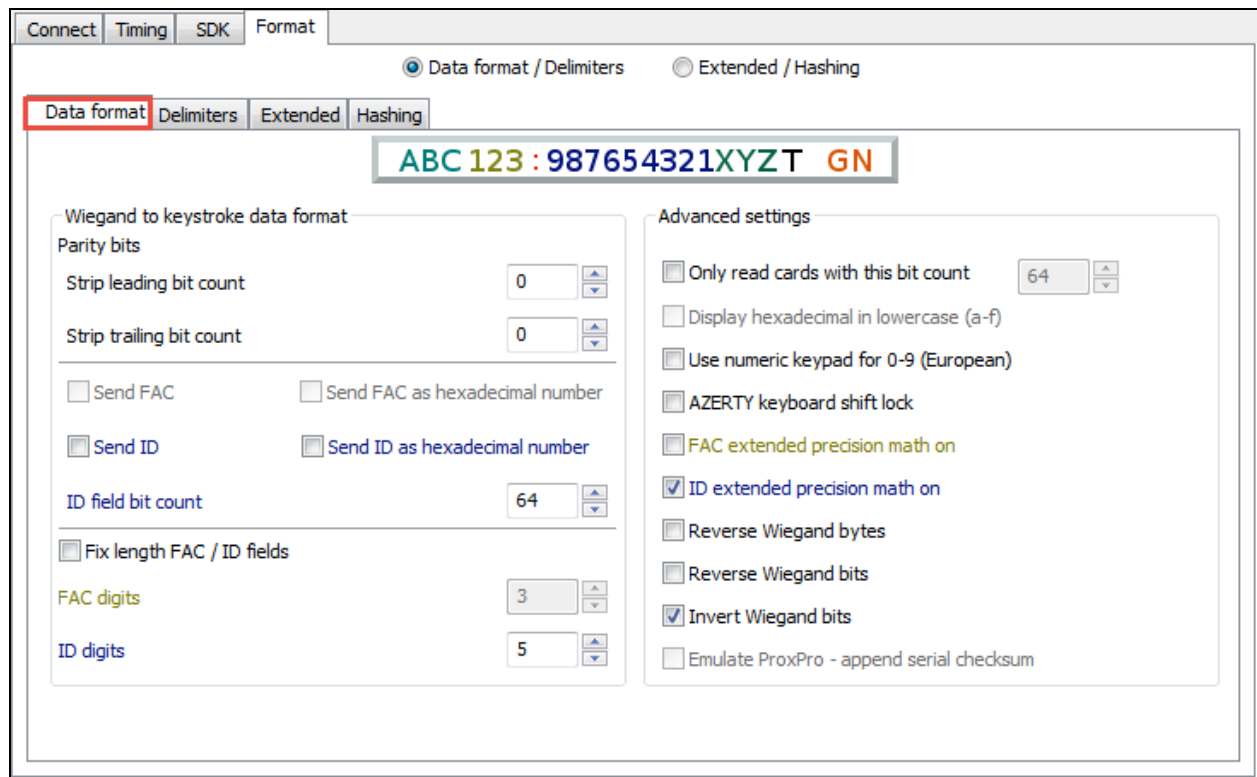 Connect Timing SDK Format
Data format / Delimiters Extended / Hashing
Data format Delimiters Extended Hashing
ABC 123 : 987654321XYZT GN
Wiegand to keystroke data format
Parity bits
Strip leading bit count 0
Strip trailing bit count 0
Send FAC Send FAC as hexadecimal number
Send ID Send ID as hexadecimal number
ID field bit count 64
Fix length FAC / ID fields
FAC digits 3
ID digits 5
Advanced settings
Only read cards with this bit count 64
Display hexadecimal in lowercase (a-f)
Use numeric keypad for 0-9 (European)
AZERTY keyboard shift lock
FAC extended precision math on
ID extended precision math on
Reverse Wiegand bytes
Reverse Wiegand bits
Invert Wiegand bits
Emulate ProxPro - append serial checksum